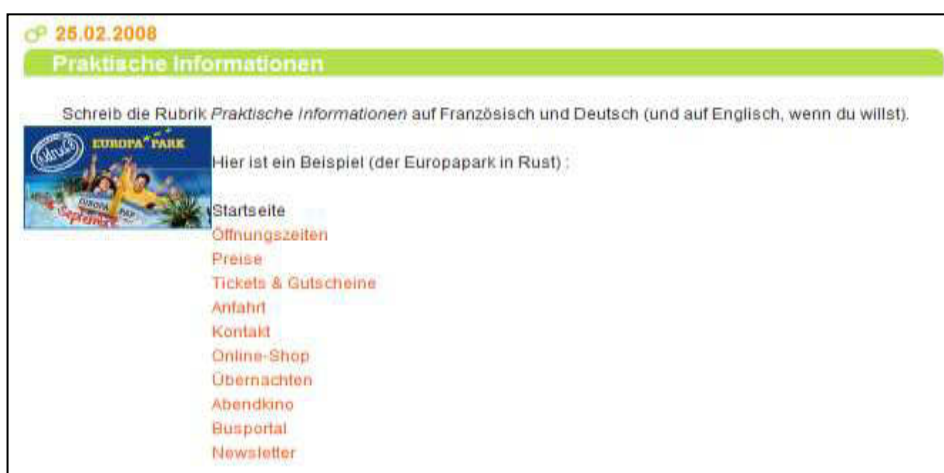 25.02.2008
Praktische Informationen
Schreib die Rubrik Praktische Informationen auf Französisch und Deutsch (und auf Englisch, wenn du willst).
EUROPA PARK
Hier ist ein Beispiel (der Europapark in Rust) :
Startseite
Öffnungszeiten
Preise
Tickets & Gutscheine
Anfahrt
Kontakt
Online-Shop
Übernachten
Abendkino
Busportal
Newsletter